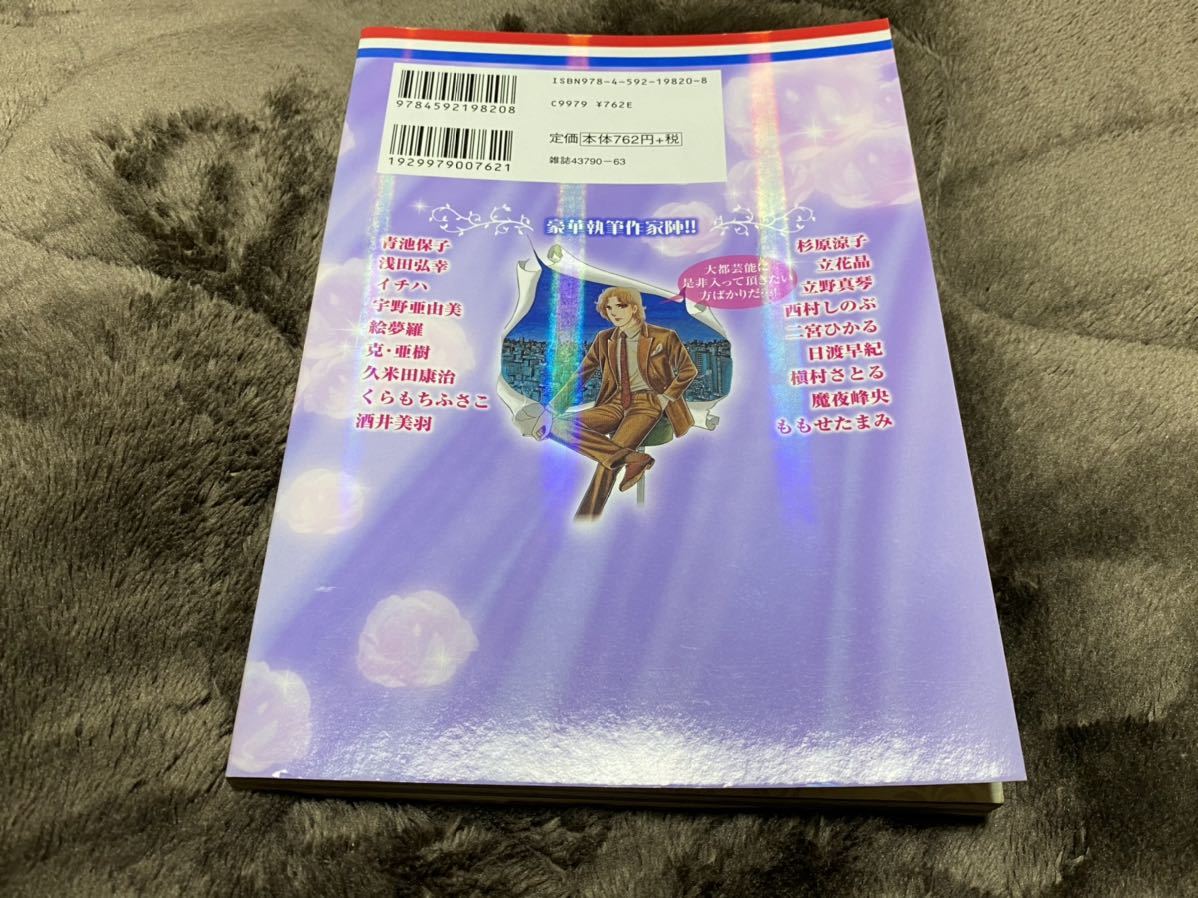 ISBN978-4-592-19820-8
9784592198208
C9979 ¥762E
定価 本体762円+税
1929979007621
雑誌43790-63
豪華執筆作家陣!!
青池保子
浅田弘幸
イチハ
宇野亜由美
絵夢羅
克・亜樹
久米田康治
くらもちふさこ
酒井美羽
大都芸能に
是非入って頂きたい
方ばかりだ…!
杉原涼子
立花晶
立野真琴
西村しのぶ
二宮ひかる
日渡早紀
槇村さとる
魔夜峰央
ももせたまみ